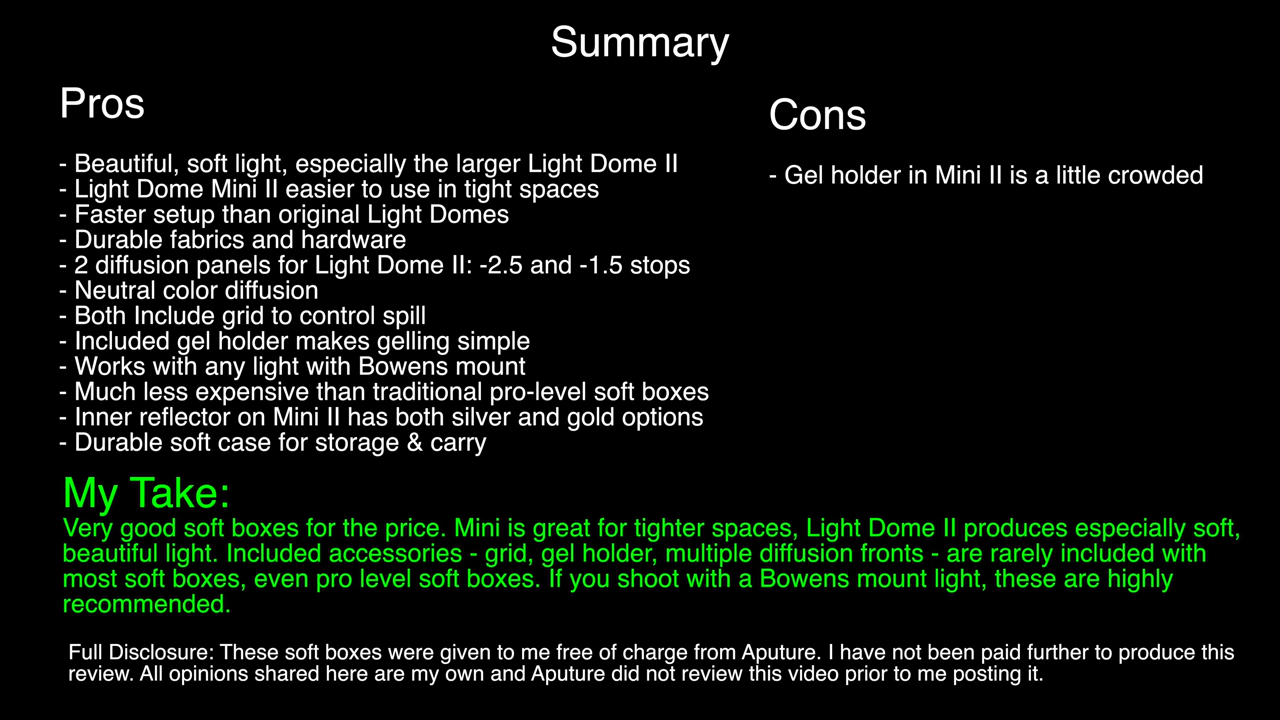 Summary
Pros
- Beautiful, soft light, especially the larger Light Dome II
- Light Dome Mini II easier to use in tight spaces
- Faster setup than original Light Domes
- Durable fabrics and hardware
- 2 diffusion panels for Light Dome II: -2.5 and -1.5 stops
- Neutral color diffusion
- Both Include grid to control spill
- Included gel holder makes gelling simple
- Works with any light with Bowens mount
- Much less expensive than traditional pro-level soft boxes
- Inner reflector on Mini II has both silver and gold options
- Durable soft case for storage & carry
Cons
- Gel holder in Mini II is a little crowded
My Take:
Very good soft boxes for the price. Mini is great for tighter spaces, Light Dome II produces especially soft,
beautiful light. Included accessories - grid, gel holder, multiple diffusion fronts - are rarely included with
most soft boxes, even pro level soft boxes. If you shoot with a Bowens mount light, these are highly
recommended.
Full Disclosure: These soft boxes were given to me free of charge from Aputure. I have not been paid further to produce this
review. All opinions shared here are my own and Aputure did not review this video prior to me posting it.